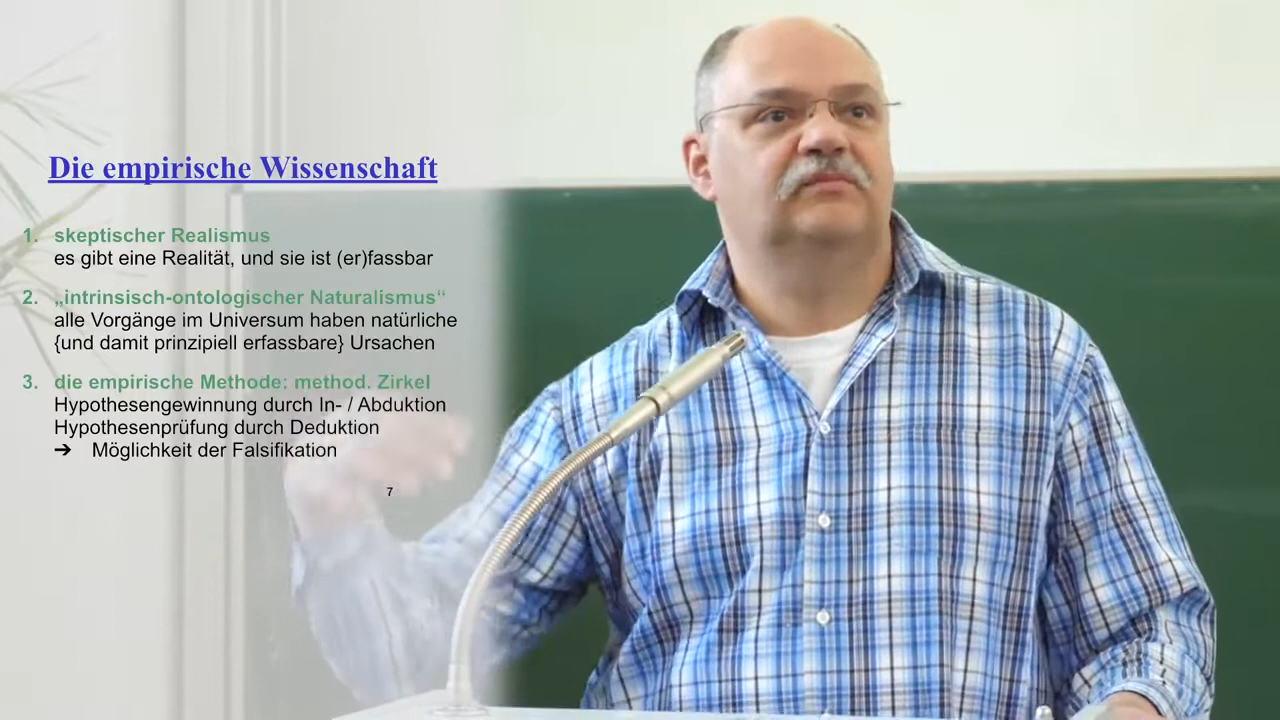 Die empirische Wissenschaft
1. skeptischer Realismus
es gibt eine Realität, und sie ist (er)fassbar
2. „intrinsisch-ontologischer Naturalismus“
alle Vorgänge im Universum haben natürliche
{und damit prinzipiell erfassbare} Ursachen
3. die empirische Methode: method. Zirkel
Hypothesengewinnung durch In- / Abduktion
Hypothesenprüfung durch Deduktion
➔ Möglichkeit der Falsifikation
7